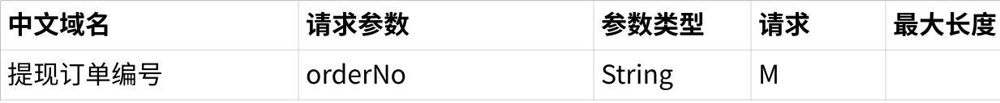 中文域名 请求参数 参数类型 请求 最大长度
提现订单编号 orderNo String M